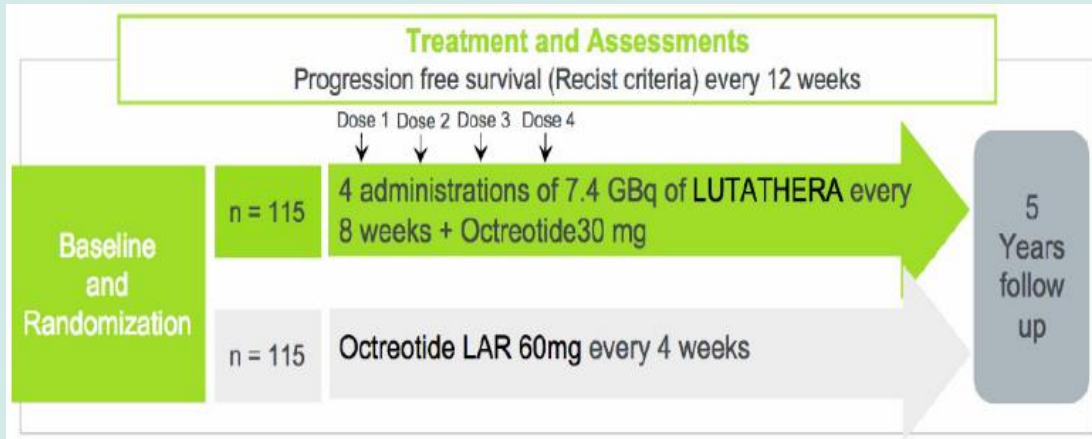 Treatment and Assessments
Progression free survival (Recist criteria) every 12 weeks
Dose 1 Dose 2 Dose 3 Dose 4
Baseline
and
Randomization
n = 115
4 administrations of 7.4 GBq of LUTATHERA every
8 weeks + Octreotide30 mg
n = 115
Octreotide LAR 60mg every 4 weeks
5
Years
follow
up